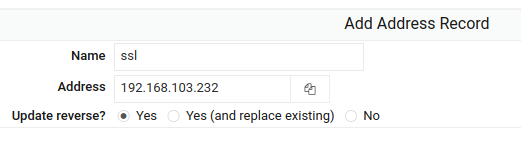 Add Address Record
Name ssl
Address 192.168.103.232
Update reverse? Yes Yes (and replace existing) No